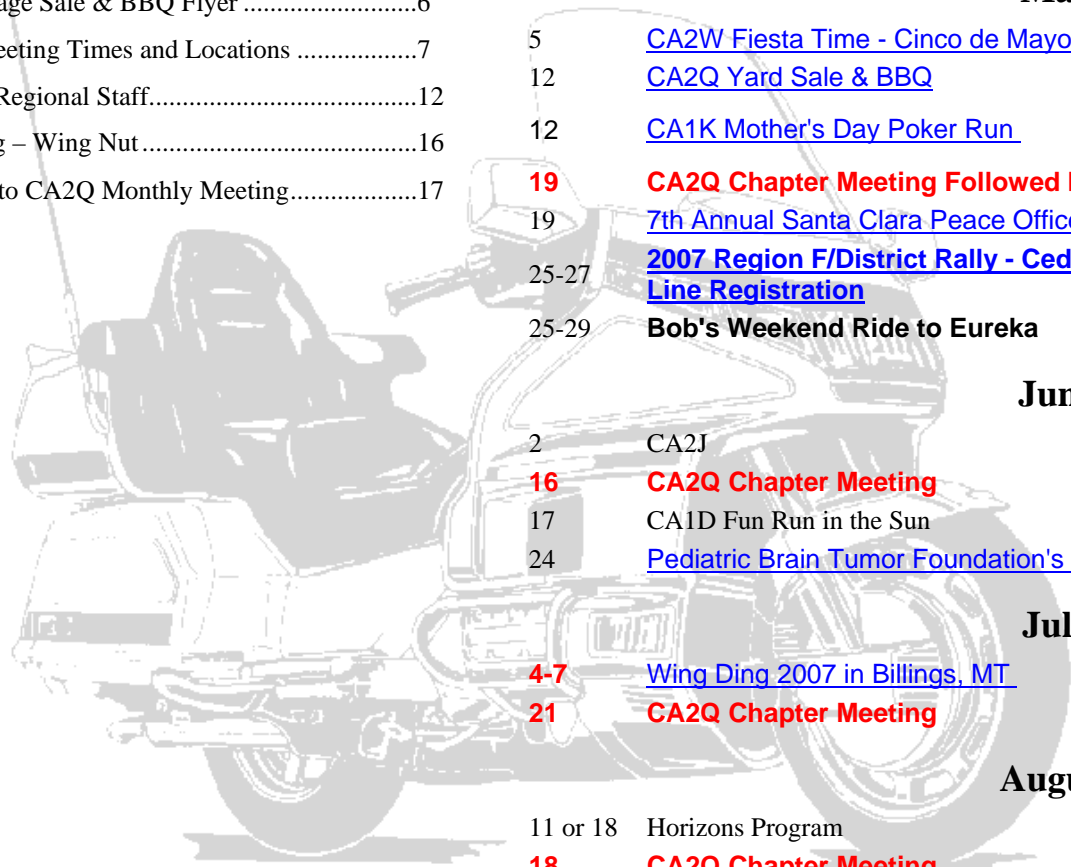 age Sale & BBQ Flyer ..............................6
eeting Times and Locations .....................7
Regional Staff...............................................12
g – Wing Nut ................................................16
to CA2Q Monthly Meeting......................17
5 CA2W Fiesta Time - Cinco de Mayo
12 CA2Q Yard Sale & BBQ
12 CA1K Mother's Day Poker Run
19 CA2Q Chapter Meeting Followed
19 7th Annual Santa Clara Peace Office
25-27 2007 Region F/District Rally - Ced
Line Registration
25-29 Bob's Weekend Ride to Eureka
Jun
2 CA2J
16 CA2Q Chapter Meeting
17 CA1D Fun Run in the Sun
24 Pediatric Brain Tumor Foundation's
Jul
4-7 Wing Ding 2007 in Billings, MT
21 CA2Q Chapter Meeting
Augu
11 or 18 Horizons Program
18 CA2Q Chapter Meeting